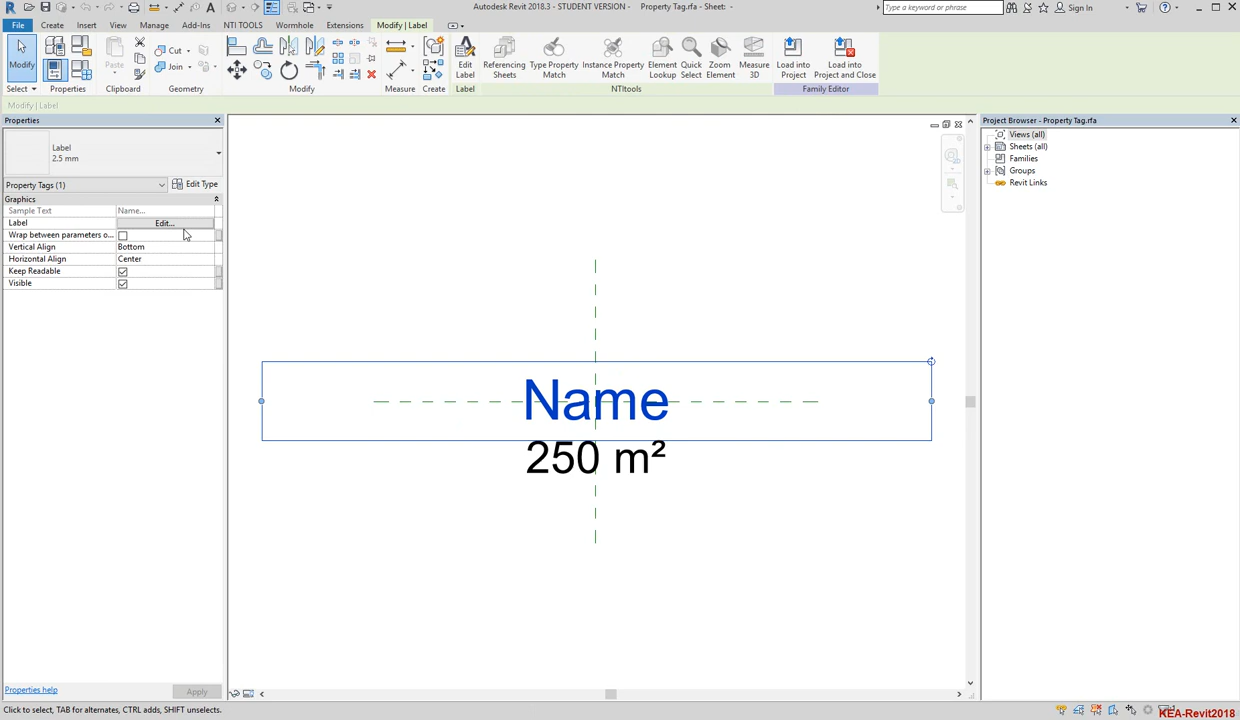 Autodesk Revit 2018.3 - STUDENT VERSION - Property Tag.rfa - Sheet: -
Type a key word or phrase
Sign In
File Create Insert View Manage Add-Ins NTI TOOLS Wormhole Extensions Modify | Label
Modify
Paste
Cut
Join
Edit Label
Referencing Sheets
Type Property Match
Instance Property Match
Element Lookup
Quick Select
Zoom Element
Measure 3D
Load into Project
Load into Project and Close
Select Properties Clipboard Geometry Modify Measure Create Label NTItools Family Editor
Modify | Label
Properties
Label
2.5 mm
Property Tags (1)
Edit Type
Graphics
Sample Text Name...
Label Edit...
Wrap between parameters o...
Vertical Align Bottom
Horizontal Align Center
Keep Readable
Visible
Properties help
Apply
Name
250 m²
Project Browser - Property Tag.rfa
Views (all)
Sheets (all)
Families
Groups
Revit Links
Click to select, TAB for alternates, CTRL adds, SHIFT unselects.
KEA-Revit2018